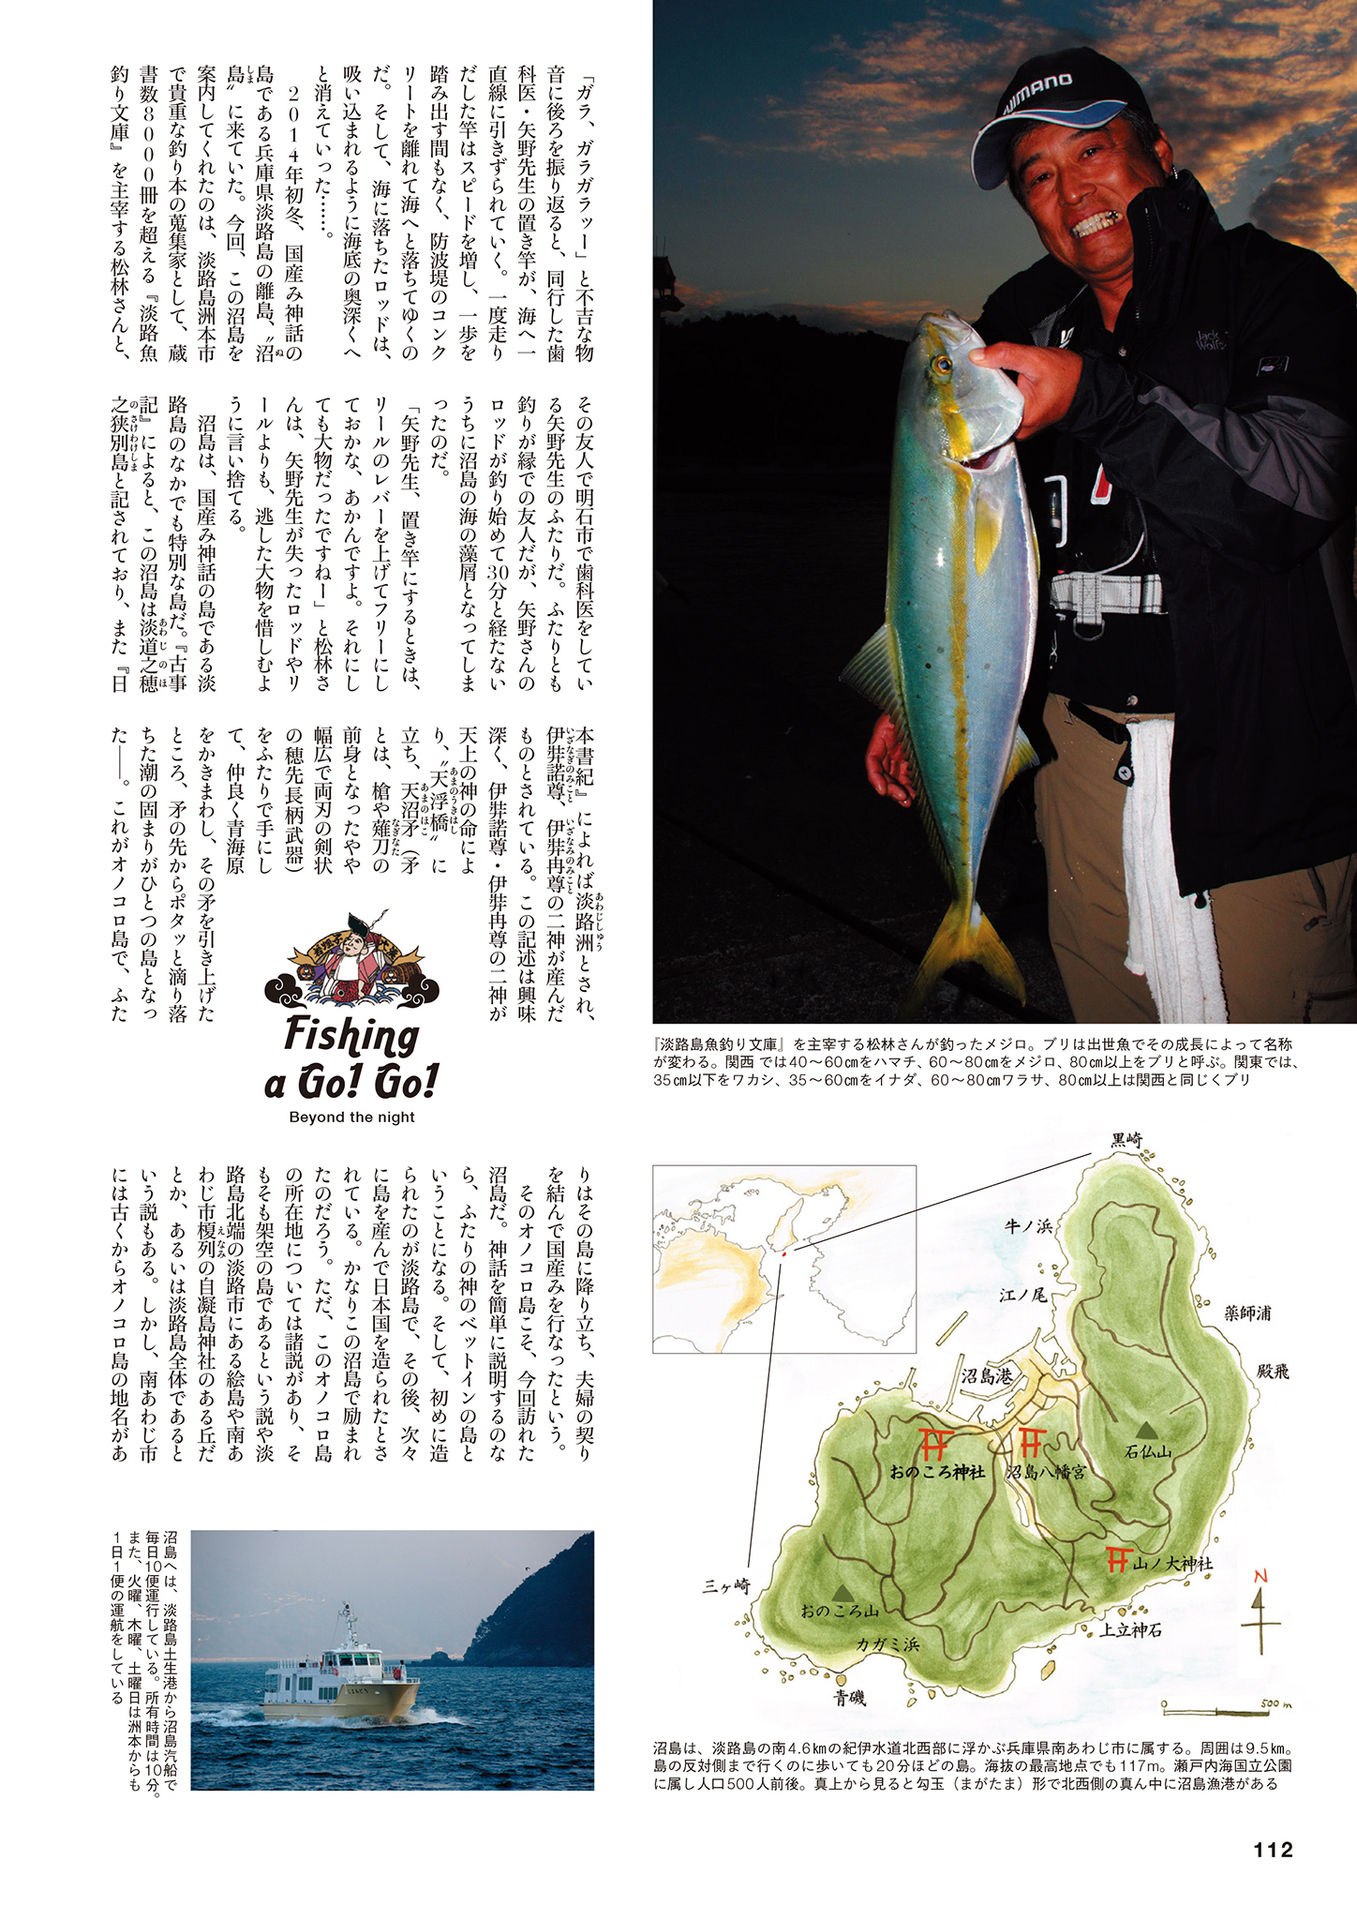 「ガラ、ガラガラッー」と不吉な物
音に後ろを振り返ると、同行した歯
科医・矢野先生の置き竿が、海へ一
直線に引きずられていく。一度走り
だした竿はスピードを増し、一歩を
踏み出す間もなく、防波堤のコンク
リートを離れて海へと落ちてゆくの
だ。そして、海に落ちたロッドは、
吸い込まれるように海底の奥深くへ
と消えていった……。
2014年初冬、国産み神話の
島である兵庫県淡路島の離島、〝沼
島〟に来ていた。今回、この沼島を
案内してくれたのは、淡路島洲本市
で貴重な釣り本の蒐集家として、蔵
書数8000冊を超える『淡路魚
釣り文庫』を主宰する松林さんと、
その友人で明石市で歯科医をしてい
る矢野先生のふたりだ。ふたりとも
釣りが縁での友人だが、矢野さんの
ロッドが釣り始めて30分と経たない
うちに沼島の海の藻屑となってしま
ったのだ。
「矢野先生、置き竿にするときは、
リールのレバーを上げてフリーにし
ておかな、あかんですよ。それにし
ても大物だったですねー」と松林さ
んは、矢野先生が失ったロッドやリ
ールよりも、逃した大物を惜しむよ
うに言い捨てる。
沼島は、国産み神話の島である淡
路島のなかでも特別な島だ。『古事
記』によると、この沼島は淡道之穂
之狭別島と記されており、また『日
本書紀』によれば淡路洲とされ、
伊弉諾尊、伊弉冉尊の二神が産んだ
ものとされている。この記述は興味
深く、伊弉諾尊・伊弉冉尊の二神が
天上の神の命によ
り、〝天浮橋〟に
立ち、天沼矛（矛
とは、槍や薙刀の
前身となったやや
幅広で両刃の剣状
の穂先長柄武器）
をふたりで手にし
て、仲良く青海原
をかきまわし、その矛を引き上げた
ところ、矛の先からポタッと滴り落
ちた潮の固まりがひとつの島となっ
た——。これがオノコロ島で、ふた
りはその島に降り立ち、夫婦の契り
を結んで国産みを行なったという。
そのオノコロ島こそ、今回訪れた
沼島だ。神話を簡単に説明するのな
ら、ふたりの神のベットインの島と
いうことになる。そして、初めに造
られたのが淡路島で、その後、次々
に島を産んで日本国を造られたとさ
れている。かなりこの沼島で励まれ
たのだろう。ただ、このオノコロ島
の所在地については諸説があり、そ
もそも架空の島であるという説や淡
路島北端の淡路市にある絵島や南あ
わじ市榎列の自凝島神社のある丘だ
とか、あるいは淡路島全体であると
いう説もある。しかし、南あわじ市
には古くからオノコロ島の地名があ
Fishing
a Go! Go!
Beyond the night
SHIMANO
Jack
Wolfs
『淡路島魚釣り文庫』を主宰する松林さんが釣ったメジロ。ブリは出世魚でその成長によって名称
が変わる。関西 では40〜60㎝をハマチ、60〜80㎝をメジロ、80㎝以上をブリと呼ぶ。関東では、
35㎝以下をワカシ、35〜60㎝をイナダ、60〜80㎝ワラサ、80㎝以上は関西と同じくブリ
黒崎
牛ノ浜
江ノ尾
薬師浦
殿飛
沼島港
石仏山
おのころ神社
沼島八幡宮
山ノ大神社
三ヶ崎
おのころ山
カガミ浜
上立神石
青磯
N
0
500m
沼島は、淡路島の南4.6㎞の紀伊水道北西部に浮かぶ兵庫県南あわじ市に属する。周囲は9.5㎞。
島の反対側まで行くのに歩いても20分ほどの島。海抜の最高地点でも117m。瀬戸内海国立公園
に属し人口500人前後。真上から見ると勾玉（まがたま）形で北西側の真ん中に沼島漁港がある
沼島へは、淡路島土生港から沼島汽船で
毎日10便運行している。所有時間は10分。
また、火曜、木曜、土曜日は洲本からも
1日1便の運航をしている
112